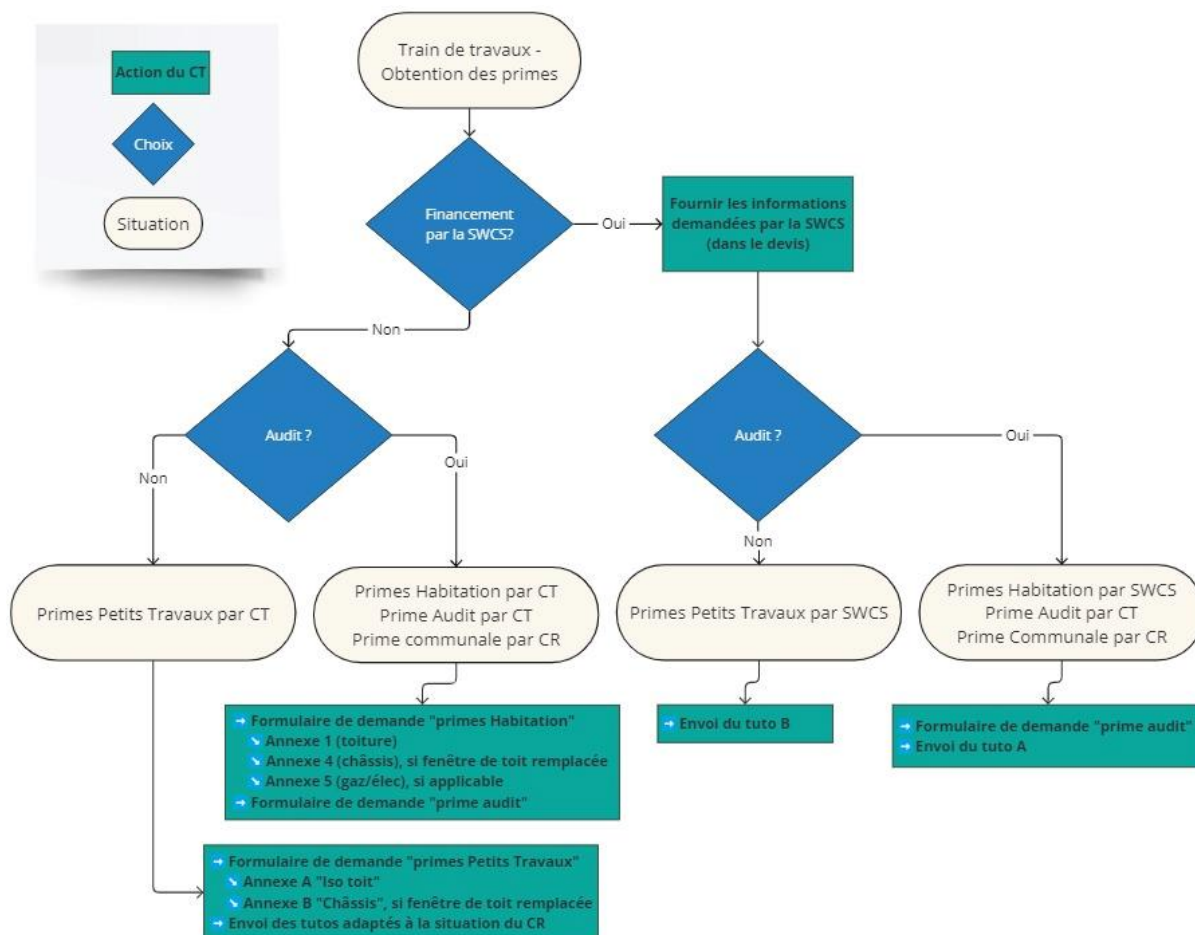 Action du CT
Choix
Situation
Train de travaux -
Obtention des primes
Financement
par la SWCS?
Oui
Fournir les informations
demandées par la SWCS
(dans le devis)
Non
Audit ?
Non
Oui
Audit ?
Non
Oui
Primes Petits Travaux par CT
Primes Habitation par CT
Prime Audit par CT
Prime communale par CR
Primes Petits Travaux par SWCS
Primes Habitation par SWCS
Prime Audit par CT
Prime Communale par CR
→ Formulaire de demande "primes Habitation"
↘ Annexe 1 (toiture)
↘ Annexe 4 (châssis), si fenêtre de toit remplacée
↘ Annexe 5 (gaz/élec), si applicable
→ Formulaire de demande "prime audit"
→ Envoi du tuto B
→ Formulaire de demande "prime audit"
→ Envoi du tuto A
→ Formulaire de demande "primes Petits Travaux"
↘ Annexe A "Iso toit"
↘ Annexe B "Châssis", si fenêtre de toit remplacée
→ Envoi des tutos adaptés à la situation du CR